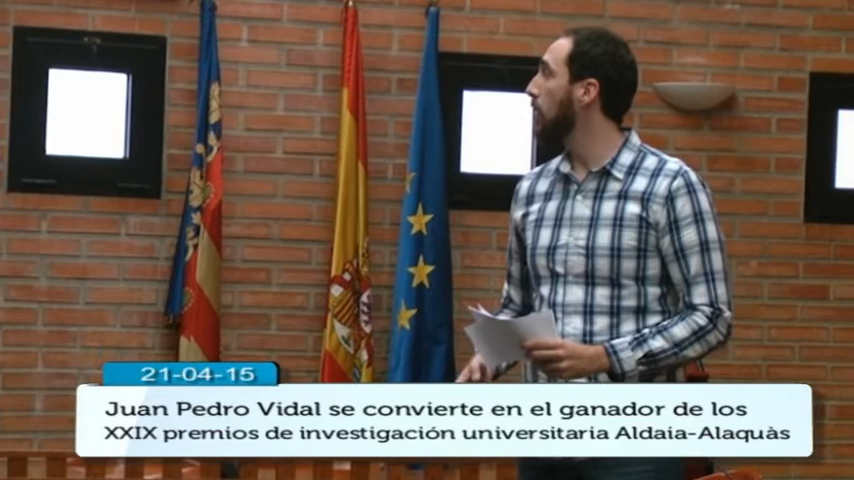 21-04-15
Juan Pedro Vidal se convierte en el ganador de los
XXIX premios de investigación universitaria Aldaia-Alaquàs